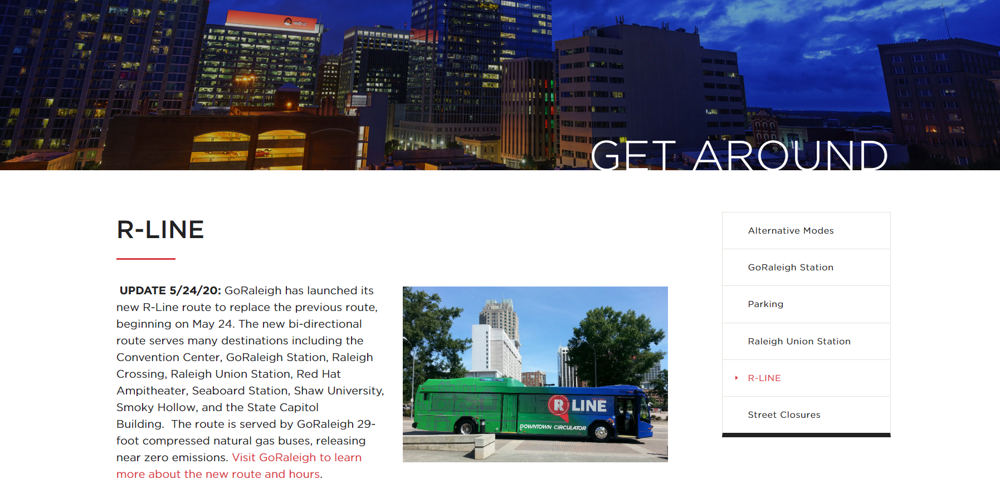 redhat
GET AROUND
R-LINE
UPDATE 5/24/20: GoRaleigh has launched its
new R-Line route to replace the previous route,
beginning on May 24. The new bi-directional
route serves many destinations including the
Convention Center, GoRaleigh Station, Raleigh
Crossing, Raleigh Union Station, Red Hat
Ampitheater, Seaboard Station, Shaw University,
Smoky Hollow, and the State Capitol
Building.  The route is served by GoRaleigh 29-
foot compressed natural gas buses, releasing
near zero emissions. Visit GoRaleigh to learn
more about the new route and hours.
R LINE
DOWNTOWN CIRCULATOR
Alternative Modes
GoRaleigh Station
Parking
Raleigh Union Station
R-LINE
Street Closures